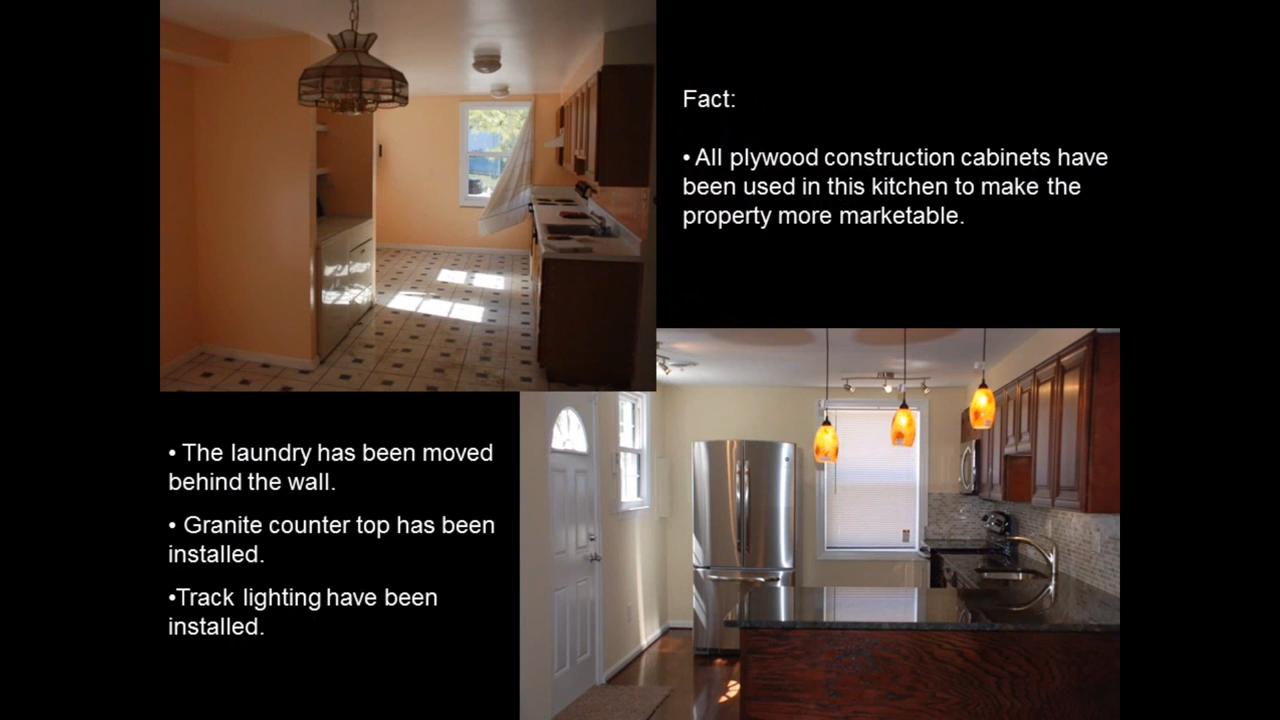 Fact:
• All plywood construction cabinets have
been used in this kitchen to make the
property more marketable.
• The laundry has been moved
behind the wall.
• Granite counter top has been
installed.
•Track lighting have been
installed.